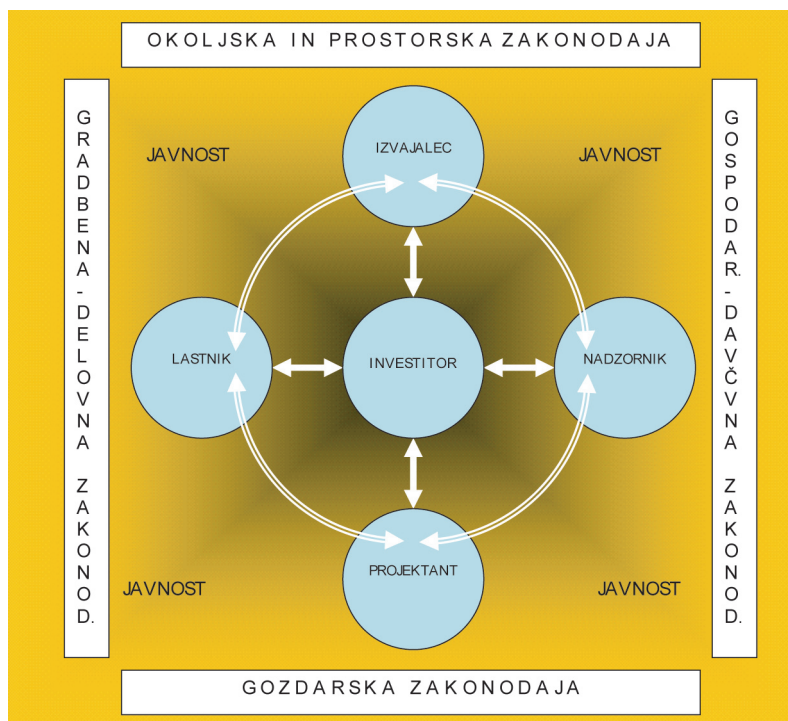 OKOLJSKA IN PROSTORSKA ZAKONODAJA
GRADBENA-DELOVNA ZAKONOD.
GOSPODAR.-DAVČVNA ZAKONOD.
JAVNOST
IZVAJALEC
JAVNOST
LASTNIK
INVESTITOR
NADZORNIK
JAVNOST
PROJEKTANT
JAVNOST
GOZDARSKA ZAKONODAJA